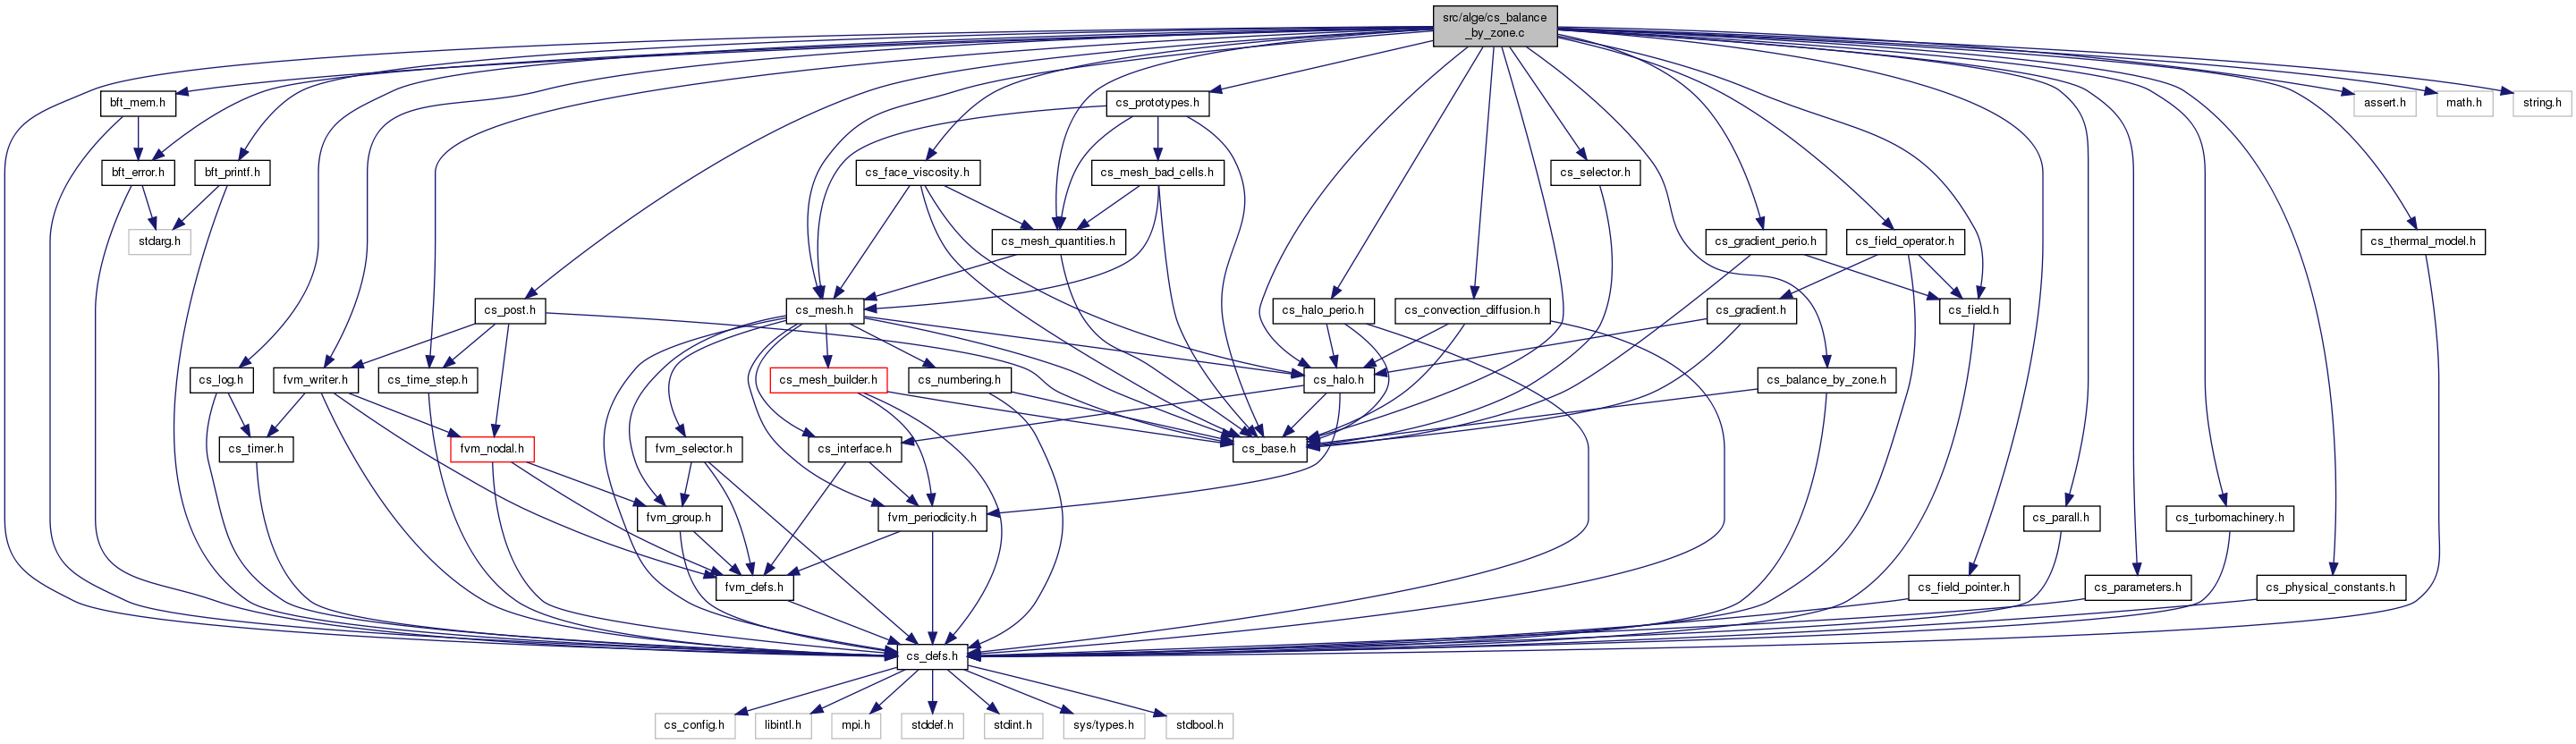 src/alge/cs_balance
_by_zone.c
bft_mem.h
cs_prototypes.h
assert.h
math.h
string.h
bft_error.h
bft_printf.h
cs_face_viscosity.h
cs_mesh_bad_cells.h
cs_selector.h
stdarg.h
cs_mesh_quantities.h
cs_gradient_perio.h
cs_field_operator.h
cs_thermal_model.h
cs_post.h
cs_mesh.h
cs_halo_perio.h
cs_convection_diffusion.h
cs_gradient.h
cs_field.h
cs_log.h
fvm_writer.h
cs_time_step.h
cs_mesh_builder.h
cs_numbering.h
cs_halo.h
cs_balance_by_zone.h
cs_timer.h
fvm_nodal.h
fvm_selector.h
cs_interface.h
cs_base.h
fvm_group.h
fvm_periodicity.h
cs_parall.h
cs_turbomachinery.h
fvm_defs.h
cs_field_pointer.h
cs_parameters.h
cs_physical_constants.h
cs_defs.h
cs_config.h
libintl.h
mpi.h
stddef.h
stdint.h
sys/types.h
stdbool.h